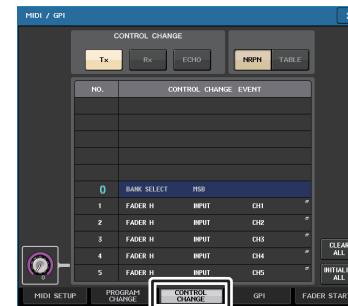 MIDI / GPI
CONTROL CHANGE
Tx Rx ECHO NRPN TABLE
NO. CONTROL CHANGE EVENT
0 BANK SELECT MSB
1 FADER H INPUT CH1
2 FADER H INPUT CH2
3 FADER H INPUT CH3
4 FADER H INPUT CH4
5 FADER H INPUT CH5
CLEAR
ALL
INITIALI
ALL
0
MIDI SETUP
PROGRAM
CHANGE
CONTROL
CHANGE
GPI
FADER START